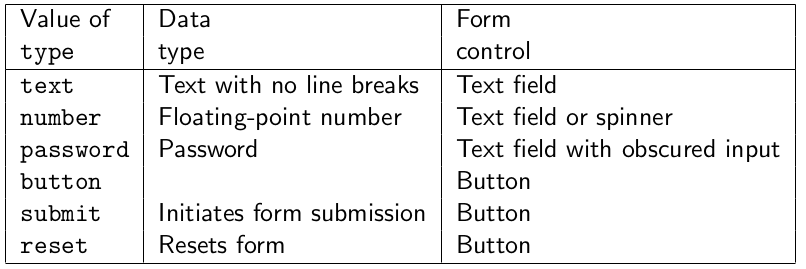 Value of Data Form
type type control
text Text with no line breaks Text field
number Floating-point number Text field or spinner
password Password Text field with obscured input
button Button
submit Initiates form submission Button
reset Resets form Button